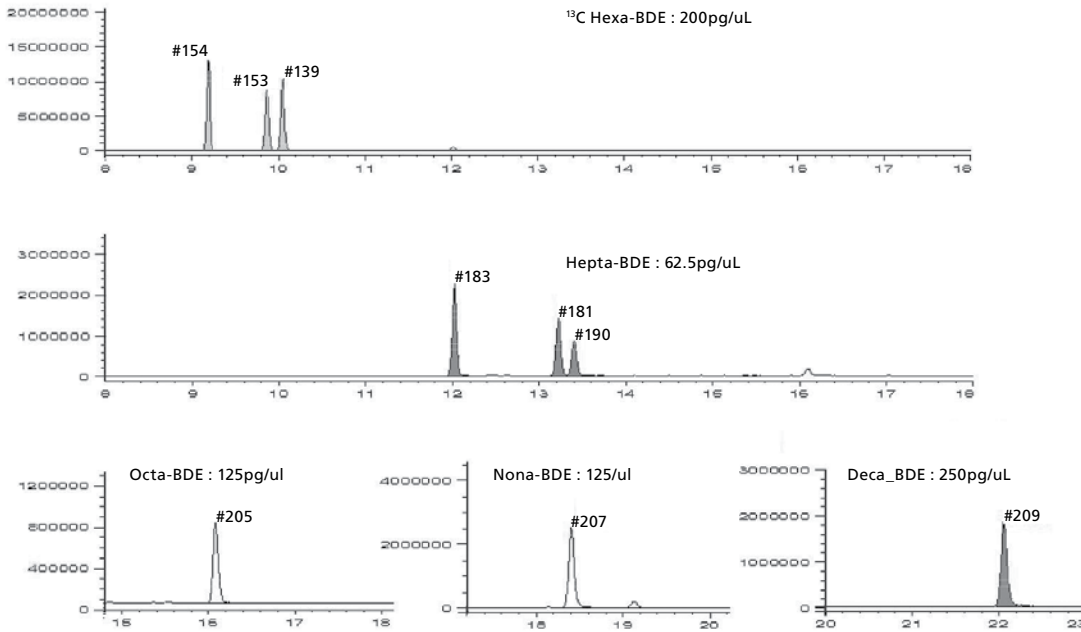 ¹³C Hexa-BDE : 200pg/uL
20000000
15000000
10000000
5000000
0
#154
#153
#139
8 9 10 11 12 13 14 15 16 17 18
Hepta-BDE : 62.5pg/uL
3000000
2000000
1000000
0
#183
#181
#190
8 9 10 11 12 13 14 15 16 17 18
Octa-BDE : 125pg/ul
1200000
800000
400000
0
#205
15 16 17 18
Nona-BDE : 125/ul
4000000
2000000
0
#207
18 19 20
Deca_BDE : 250pg/uL
3000000
2000000
1000000
0
#209
20 21 22 23